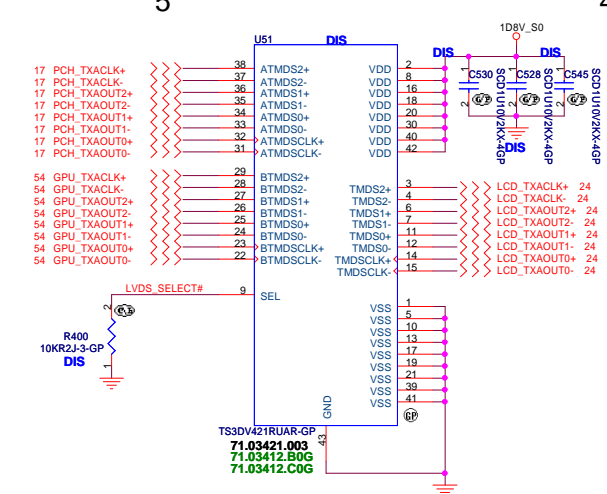 5
4
U51
DIS
1D8V_S0
DIS
DIS
C530
C528
C545
SCD1U10V2KX-4GP
SCD1U10V2KX-4GP
SCD1U10V2KX-4GP
1
2
1
2
1
2
DIS
17 PCH_TXACLK+ 38 ATMDS2+
17 PCH_TXACLK- 37 ATMDS2-
17 PCH_TXAOUT2+ 36 ATMDS1+
17 PCH_TXAOUT2- 35 ATMDS1-
17 PCH_TXAOUT1+ 34 ATMDS0+
17 PCH_TXAOUT1- 33 ATMDS0-
17 PCH_TXAOUT0+ 32 ATMDSCLK+
17 PCH_TXAOUT0- 31 ATMDSCLK-
VDD 2
VDD 8
VDD 16
VDD 18
VDD 20
VDD 30
VDD 40
VDD 42
54 GPU_TXACLK+ 29 BTMDS2+
54 GPU_TXACLK- 28 BTMDS2-
54 GPU_TXAOUT2+ 27 BTMDS1+
54 GPU_TXAOUT2- 26 BTMDS1-
54 GPU_TXAOUT1+ 25 BTMDS0+
54 GPU_TXAOUT1- 24 BTMDS0-
54 GPU_TXAOUT0+ 23 BTMDSCLK+
54 GPU_TXAOUT0- 22 BTMDSCLK-
TMDS2+ 3 LCD_TXACLK+ 24
TMDS2- 4 LCD_TXACLK- 24
TMDS1+ 6 LCD_TXAOUT2+ 24
TMDS1- 7 LCD_TXAOUT2- 24
TMDS0+ 11 LCD_TXAOUT1+ 24
TMDS0- 12 LCD_TXAOUT1- 24
TMDSCLK+ 14 LCD_TXAOUT0+ 24
TMDSCLK- 15 LCD_TXAOUT0- 24
LVDS_SELECT# 9 SEL
2
R400
10KR2J-3-GP
DIS
1
VSS 1
VSS 5
VSS 10
VSS 13
VSS 17
VSS 19
VSS 21
VSS 39
VSS 41
GP
GND
43
TS3DV421RUAR-GP
71.03421.003
71.03412.B0G
71.03412.C0G